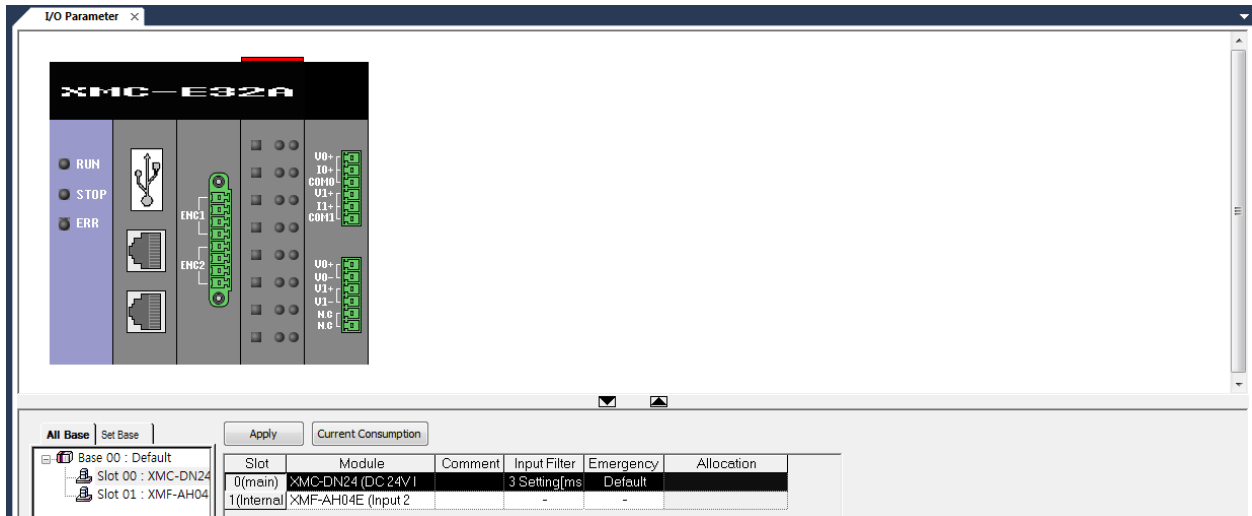 I/O Parameter
XMC-E32A
RUN
STOP
ERR
ENC1
ENC2
V0+
I0+
COM0
V1+
I1+
COM1
V0+
V0-
V1+
V1-
N.C
N.C
All Base Set Base Apply Current Consumption
Base 00 : Default
Slot 00 : XMC-DN24
Slot 01 : XMF-AH04
Slot Module Comment Input Filter Emergency Allocation
0(main) XMC-DN24 (DC 24V I 3 Setting[ms Default
1(Internal XMF-AH04E (Input 2 - -